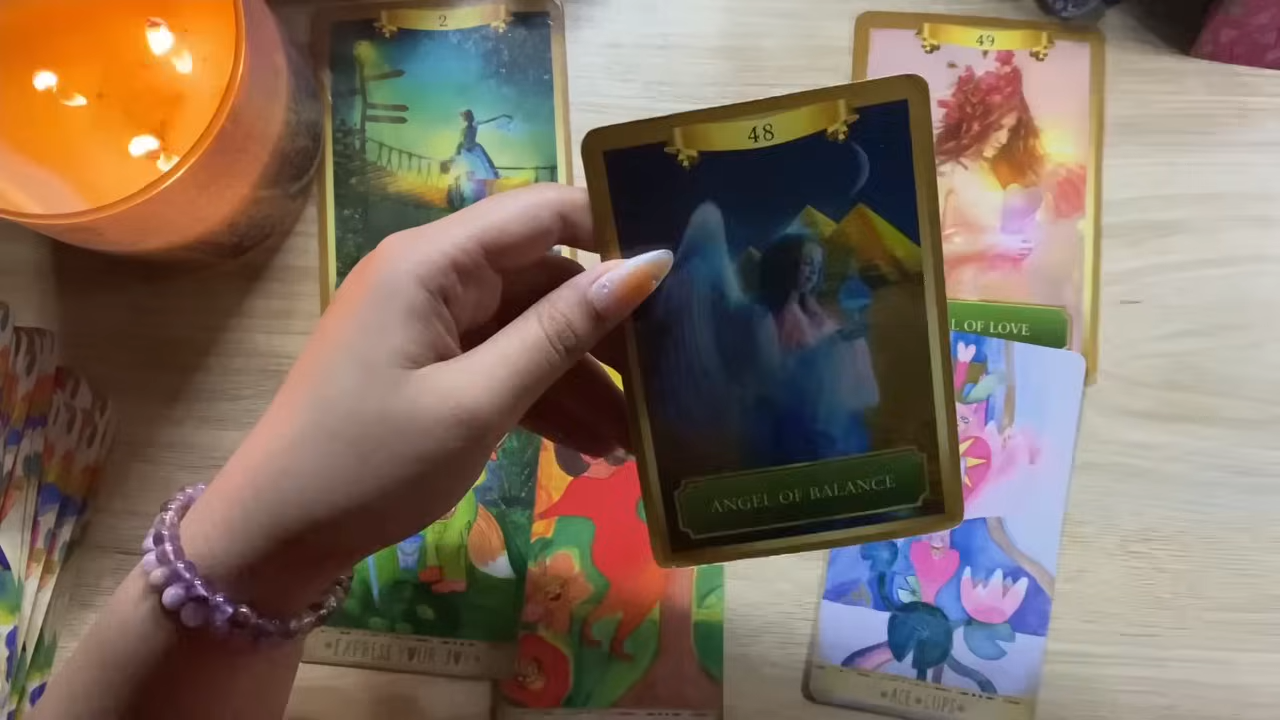 2
49
48
L OF LOVE
ANGEL OF BALANCE
EXPRESS YOUR JOY
ACE CUPS